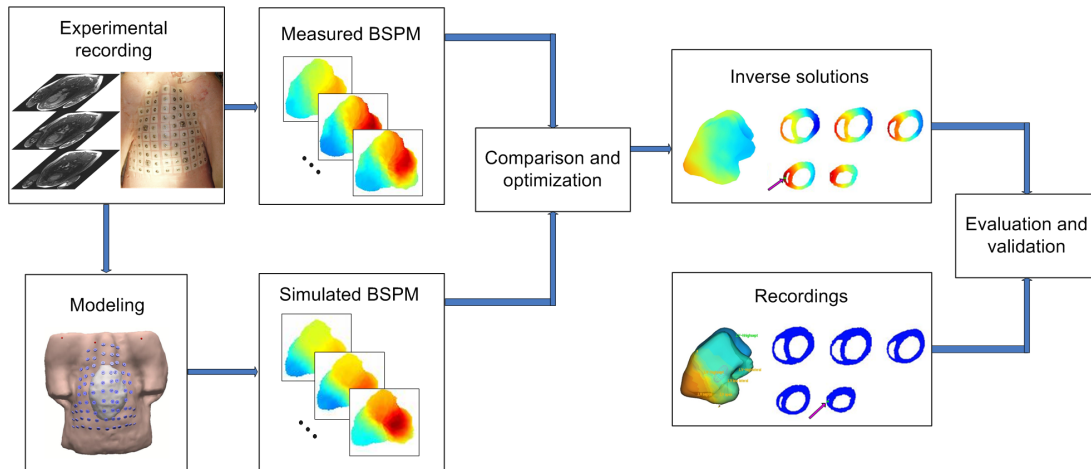 Experimental
recording
Measured BSPM
Comparison and
optimization
Inverse solutions
Evaluation and
validation
Modeling
Simulated BSPM
Recordings